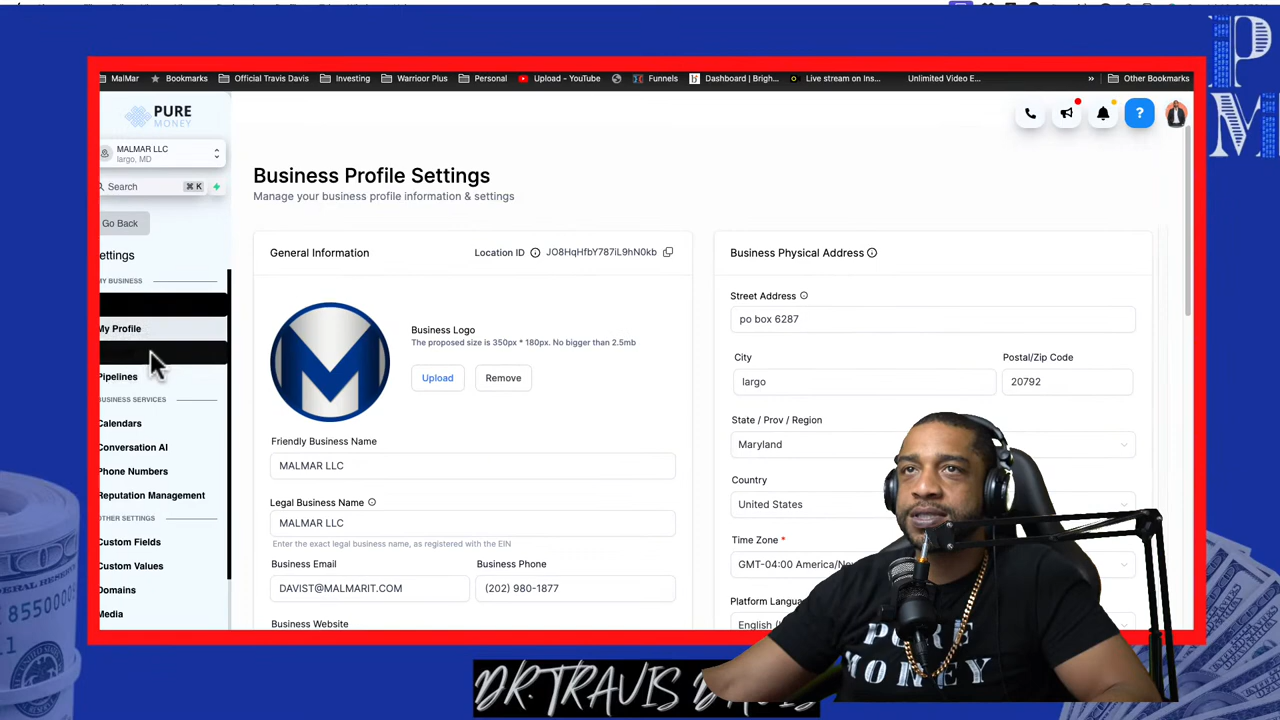 MalMar
Bookmarks
Official Travis Davis
Investing
Warrioor Plus
Personal
Upload - YouTube
Funnels
Dashboard | Brigh...
Live stream on Ins...
Unlimited Video E...
»
Other Bookmarks
PM
PURE
MONEY
MALMAR LLC
largo, MD
Search
⌘ K
Go Back
ettings
MY BUSINESS
My Profile
Pipelines
BUSINESS SERVICES
Calendars
Conversation AI
Phone Numbers
Reputation Management
OTHER SETTINGS
Custom Fields
Custom Values
Domains
Media
?
Business Profile Settings
Manage your business profile information & settings
General Information
Location ID
JO8HqHfbY787iL9hN0kb
M
Business Logo
The proposed size is 350px * 180px. No bigger than 2.5mb
Upload
Remove
Friendly Business Name
MALMAR LLC
Legal Business Name
MALMAR LLC
Enter the exact legal business name, as registered with the EIN
Business Email
Business Phone
DAVIST@MALMARIT.COM
(202) 980-1877
Business Website
Business Physical Address
Street Address
po box 6287
City
Postal/Zip Code
largo
20792
State / Prov / Region
Maryland
Country
United States
Time Zone *
GMT-04:00 America/
Platform
English
PURE
MONEY
DR. TRAVIS